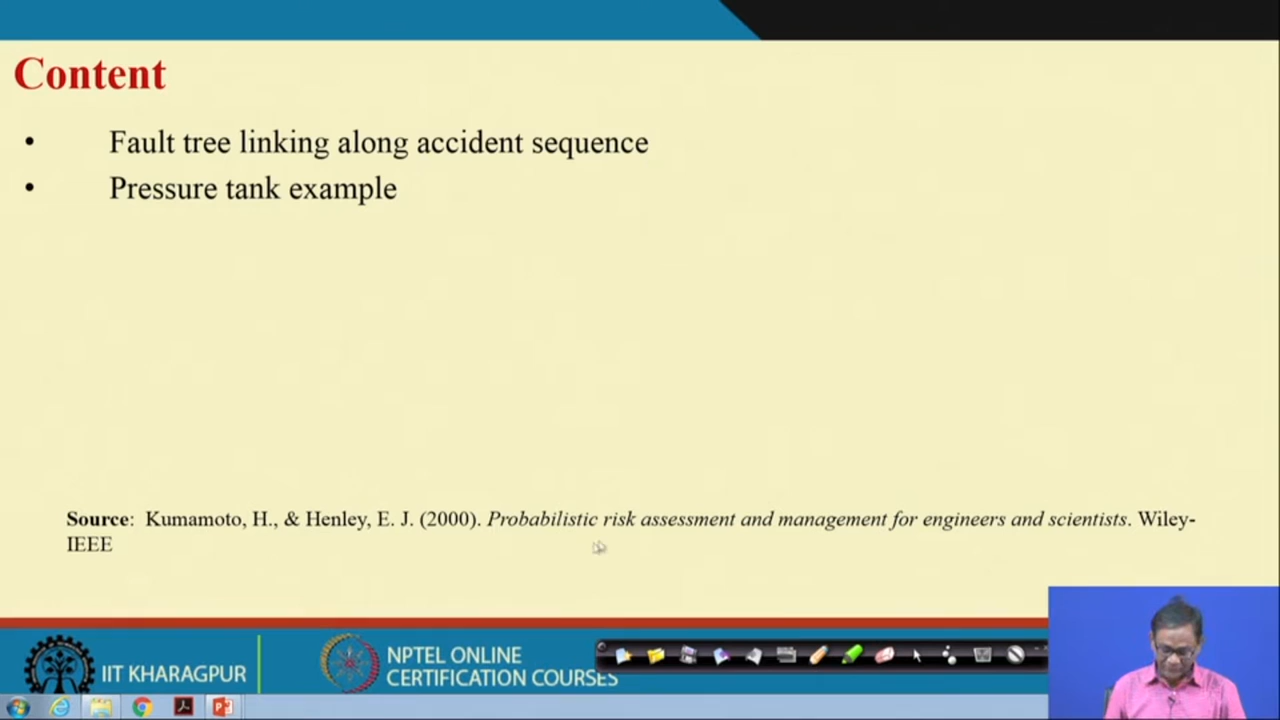 Content
• Fault tree linking along accident sequence
• Pressure tank example
Source: Kumamoto, H., & Henley, E. J. (2000). Probabilistic risk assessment and management for engineers and scientists. Wiley-
IEEE
IIT KHARAGPUR
NPTEL ONLINE
CERTIFICATION COURSES